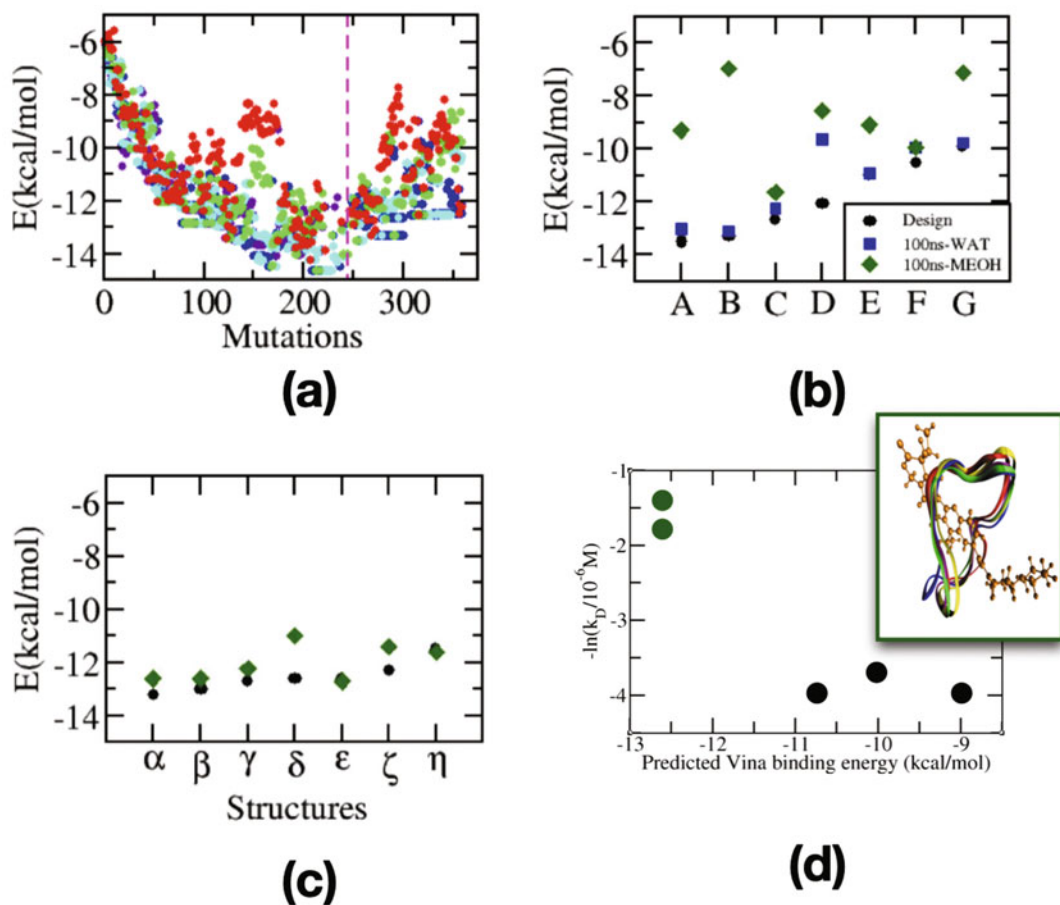 -6
-8
-10
-12
-14
E(kcal/mol)
0 100 200 300
Mutations
(a)
-6
-8
-10
-12
-14
E(kcal/mol)
Design
100ns-WAT
100ns-MEOH
A B C D E F G
(b)
-6
-8
-10
-12
-14
E(kcal/mol)
α β γ δ ε ζ η
Structures
(c)
-1
-2
-3
-4
-ln(k_D/10^-6M)
-13 -12 -11 -10 -9
Predicted Vina binding energy (kcal/mol)
(d)